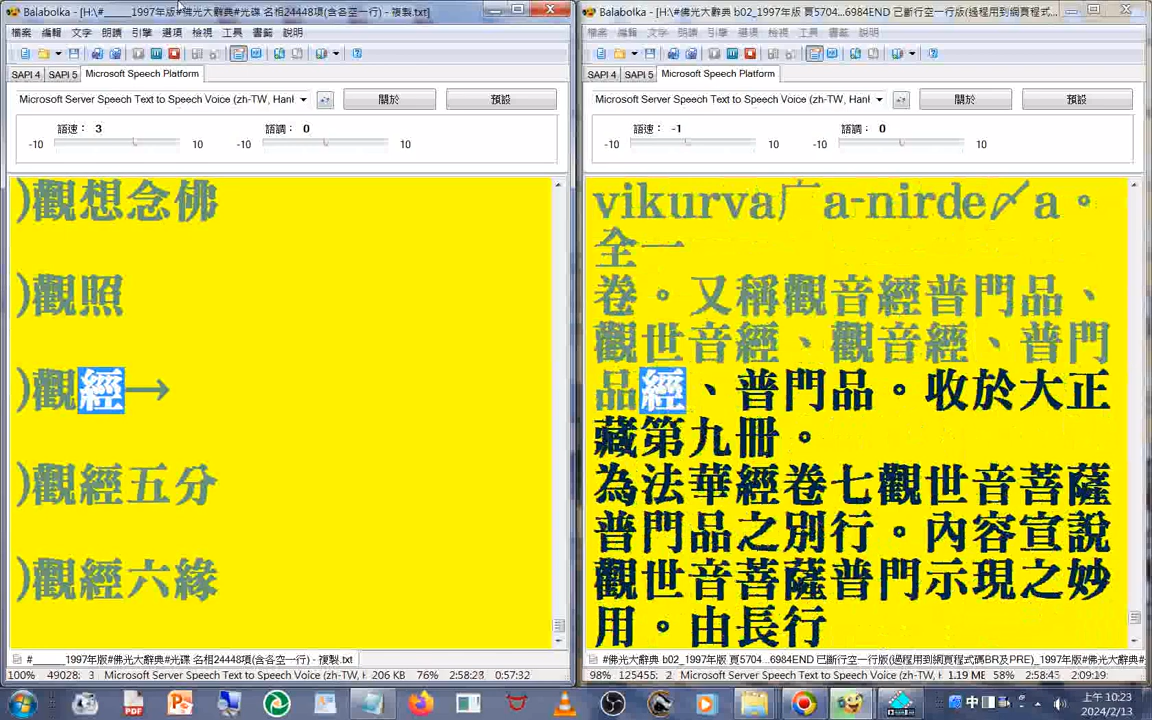 Balabolka - [H:\#_____1997年版#佛光大辭典#光碟 名相24448項(含各空一行) - 複製.txt]
檔案 編輯 文字 朗讀 引擎 選項 檢視 工具 書籤 說明
SAPI 4 SAPI 5 Microsoft Speech Platform
Microsoft Server Speech Text to Speech Voice (zh-TW, Hanl
關於 預設
語速： 3 語調： 0
-10 10 -10 10
)觀想念佛
)觀照
)觀經→
)觀經五分
)觀經六緣
#_____1997年版#佛光大辭典#光碟 名相24448項(含各空一行) - 複製.txt
100% 49028: 3 Microsoft Server Speech Text to Speech Voice (zh-TW, H 206 KB 76% 2:58:28 0:57:32
Balabolka - [H:\#佛光大辭典 b02_1997年版 頁5704...6984END 已斷行空一行版(過程用到網頁程式...
檔案 編輯 文字 朗讀 引擎 選項 檢視 工具 書籤 說明
SAPI 4 SAPI 5 Microsoft Speech Platform
Microsoft Server Speech Text to Speech Voice (zh-TW, Hanl
關於 預設
語速： -1 語調： 0
-10 10 -10 10
vikurva广a-nirde〆a。
全一
卷。又稱觀音經普門品、
觀世音經、觀音經、普門
品經、普門品。收於大正
藏第九冊。
為法華經卷七觀世音菩薩
普門品之別行。內容宣說
觀世音菩薩普門示現之妙
用。由長行
#佛光大辭典 b02_1997年版 頁5704...6984END 已斷行空一行版(過程用到網頁程式碼BR及PRE)_1997年版#
98% 125455: 2 Microsoft Server Speech Text to Speech Voice (zh-TW, H 1.19 MB 58% 2:58:45 2:09:19
中
上午 10:23
2024/2/13